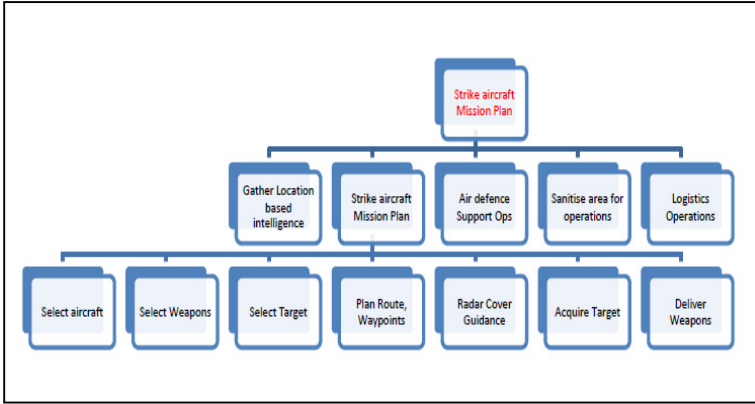 Strike aircraft
Mission Plan
Gather Location
based
intelligence
Strike aircraft
Mission Plan
Air defence
Support Ops
Sanitise area for
operations
Logistics
Operations
Select aircraft
Select Weapons
Select Target
Plan Route,
Waypoints
Radar Cover
Guidance
Acquire Target
Deliver
Weapons